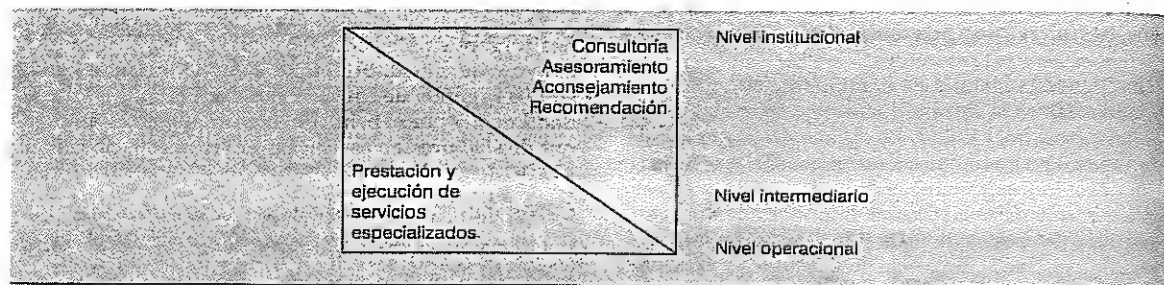 Consultoría
Asesoramiento
Aconsejamiento
Recomendación
Prestación y
ejecución de
servicios
especializados
Nivel institucional
Nivel intermediario
Nivel operacional